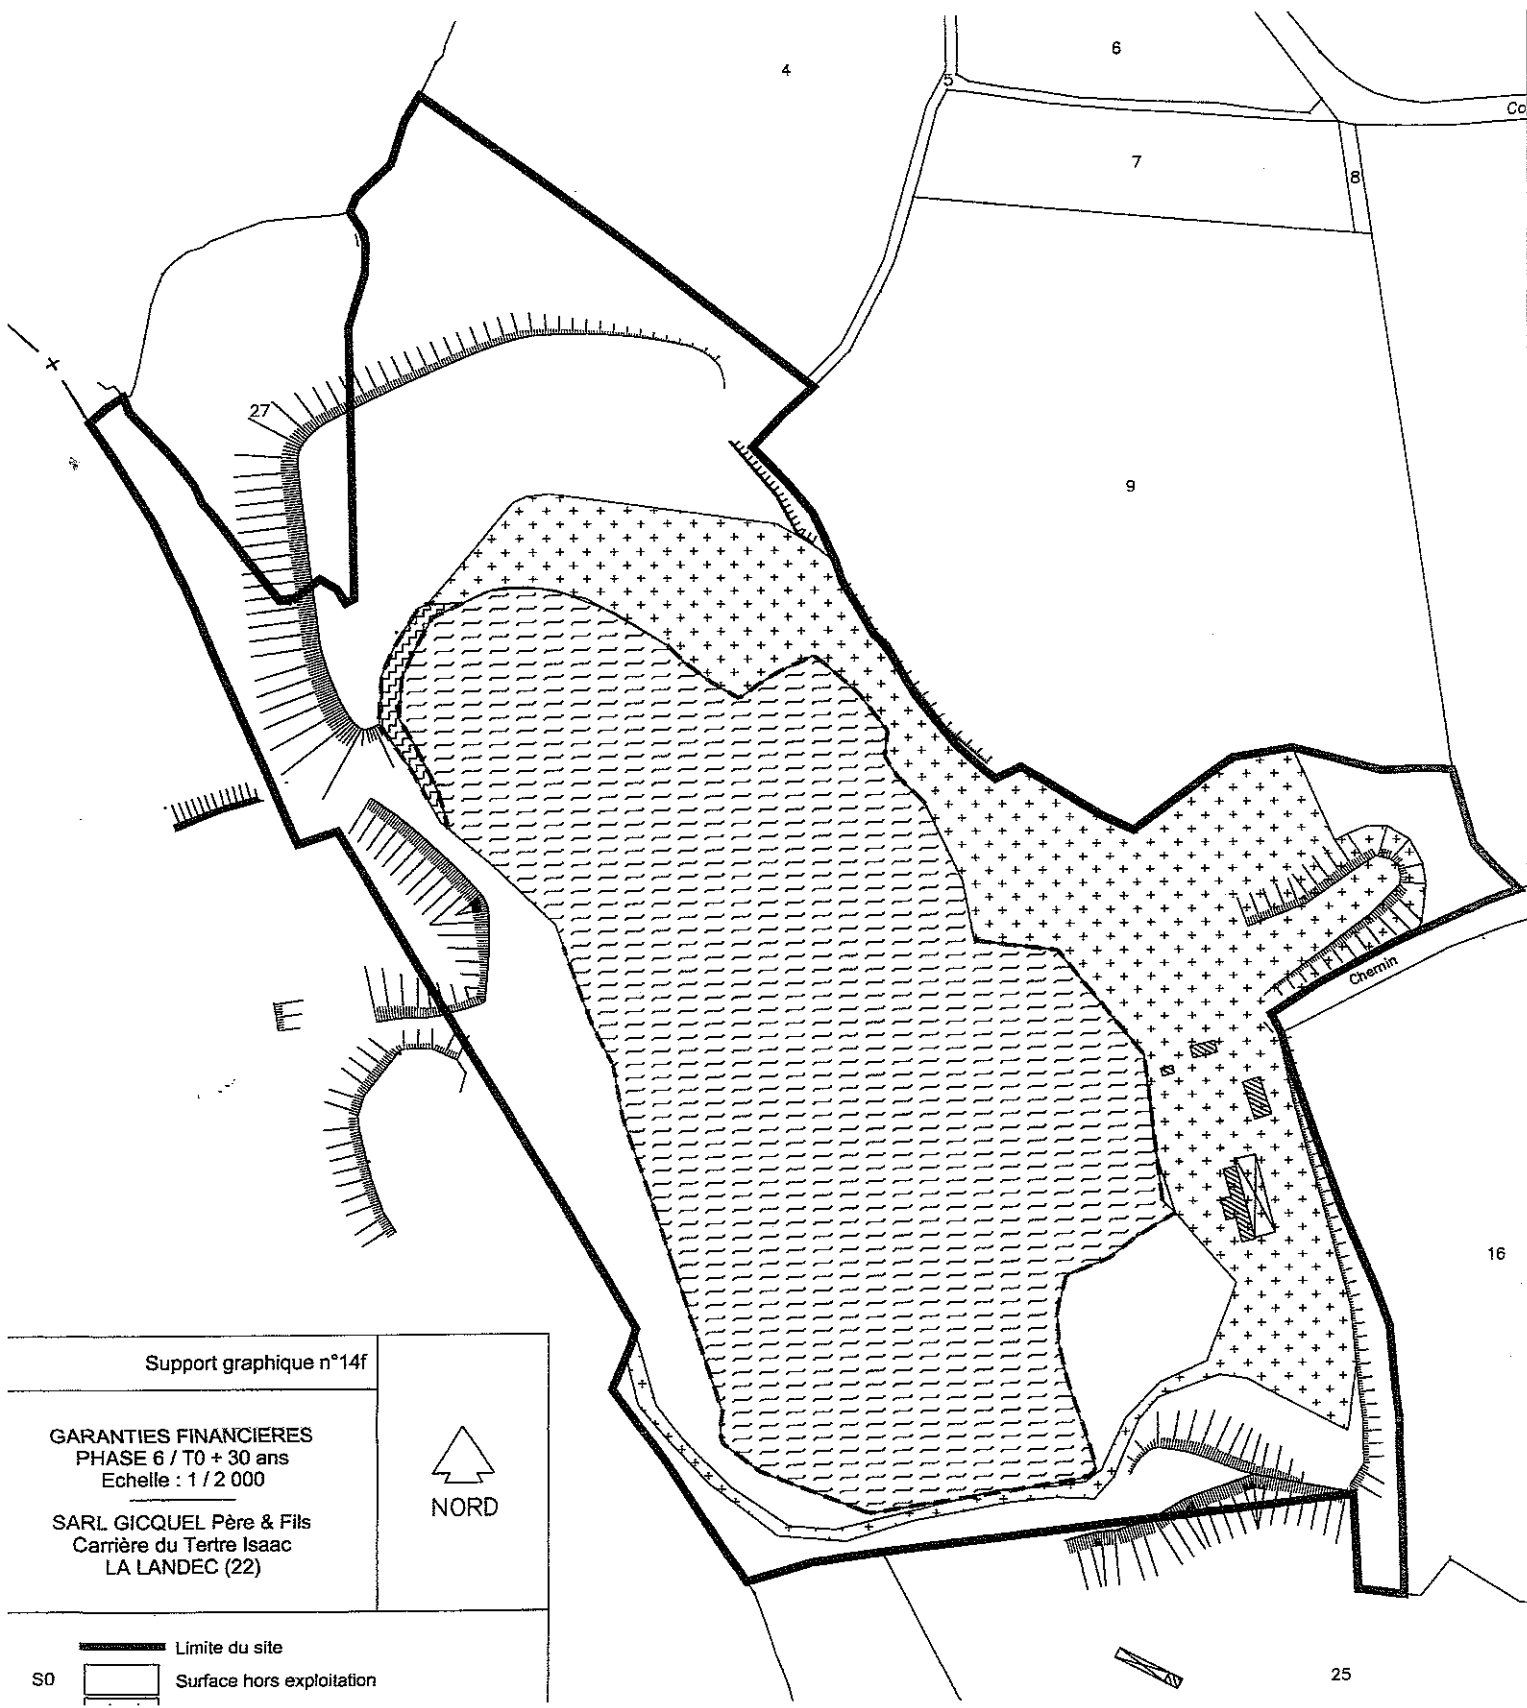 4
6
5
Co
7
8
27
9
Chemin
16
Support graphique n°14f
GARANTIES FINANCIERES
PHASE 6 / T0 + 30 ans
Echelle : 1 / 2 000
SARL GICQUEL Père & Fils
Carrière du Tertre Isaac
LA LANDEC (22)
NORD
Limite du site
S0 Surface hors exploitation
25